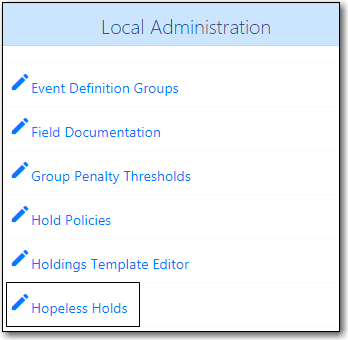 Local Administration
Event Definition Groups
Field Documentation
Group Penalty Thresholds
Hold Policies
Holdings Template Editor
Hopeless Holds